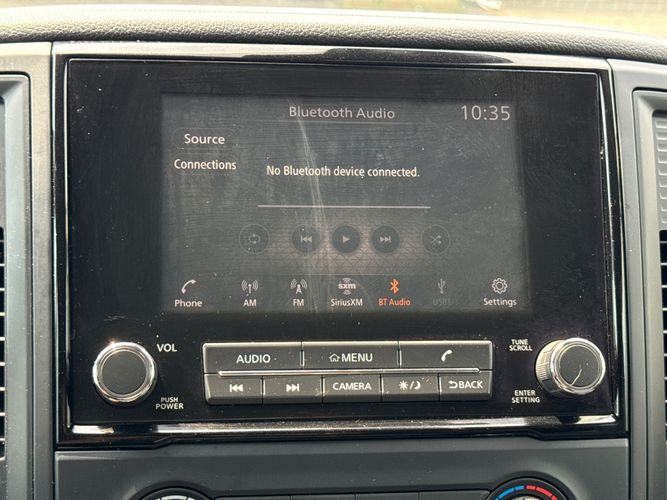 Bluetooth Audio 10:35
Source
Connections
No Bluetooth device connected.
sxm
Phone AM FM SiriusXM BT Audio USB1 Settings
VOL
PUSH
POWER
AUDIO MENU
CAMERA BACK
TUNE
SCROLL
ENTER
SETTING